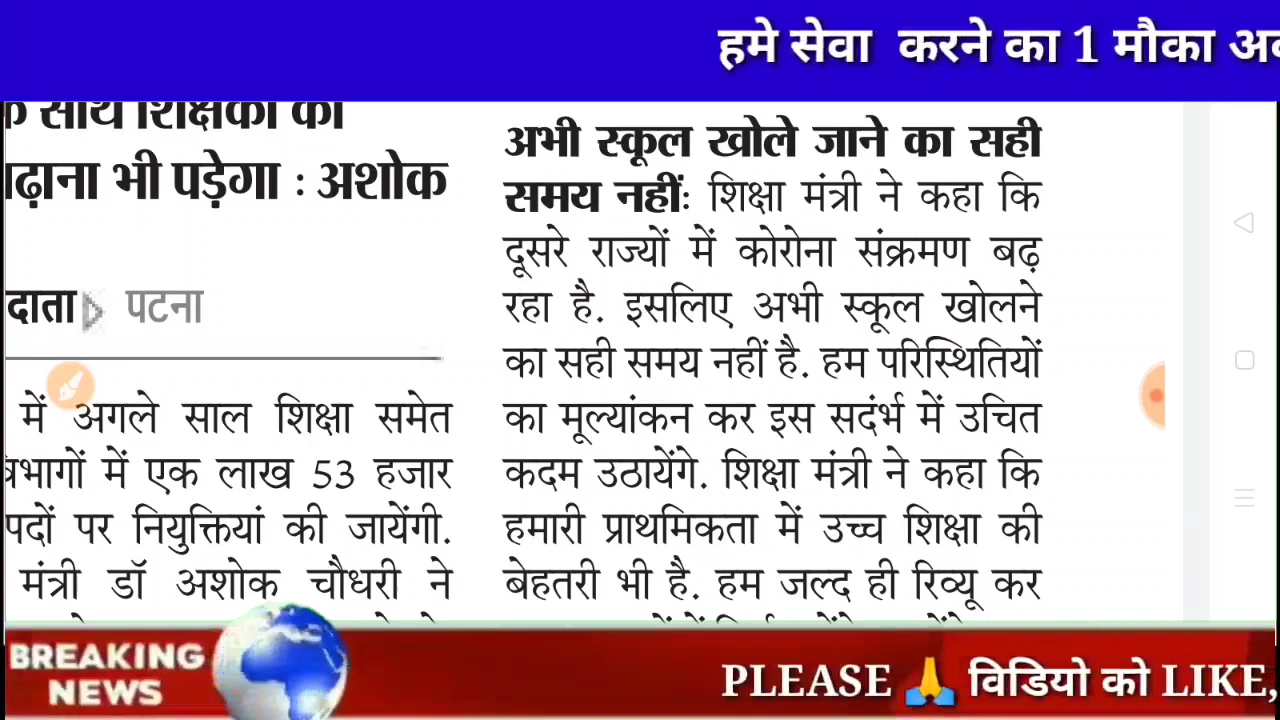 हमे सेवा करने का 1 मौका
साथ शिक्षकों को
भी पड़ेगा : अशोक
पटना
में अगले साल शिक्षा समेत
में एक लाख 53 हजार
पदों पर नियुक्तियां की जायेंगी.
मंत्री डॉ अशोक चौधरी ने
अभी स्कूल खोले जाने का सही
समय नहीं: शिक्षा मंत्री ने कहा कि
दूसरे राज्यों में कोरोना संक्रमण बढ़
रहा है. इसलिए अभी स्कूल खोलने
का सही समय नहीं है. हम परिस्थितियों
का मूल्यांकन कर इस सदंर्भ में उचित
कदम उठायेंगे. शिक्षा मंत्री ने कहा कि
हमारी प्राथमिकता में उच्च शिक्षा की
बेहतरी भी है. हम जल्द ही रिव्यू कर
BREAKING
NEWS
PLEASE 🙏 विडियो को LIKE,